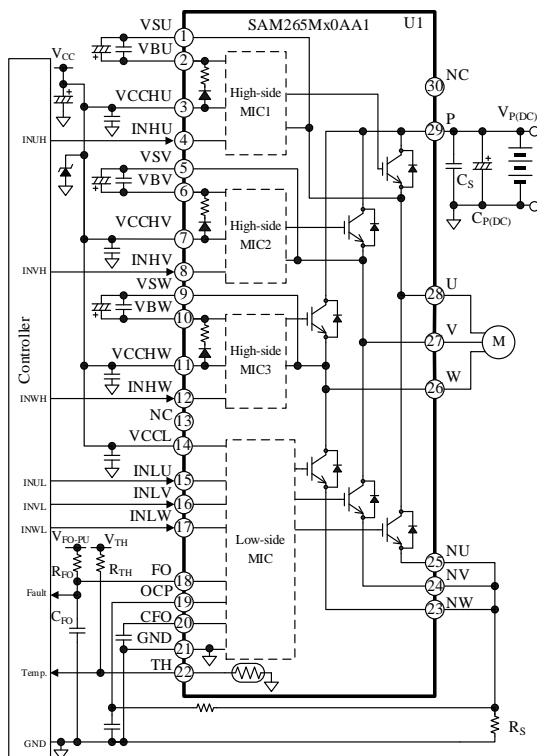 SAM265Mx0AA1
U1
VSU
1
VBU
2
VCC
VCCHU
3
High-side
MIC1
INUH
INHU
4
VSV
5
VBV
6
VCCHV
7
High-side
MIC2
INVH
INHV
8
VSW
9
VBW
10
VCCHW
11
High-side
MIC3
INWH
INHW
12
NC
13
VCCL
14
INUL
INLU
15
INVL
INLV
16
INWL
INLW
17
Low-side
MIC
VFO-PU
VTH
RFO
RTH
FO
18
Fault
OCP
19
CFO
CFO
20
GND
21
Temp.
TH
22
GND
Controller
NC
30
P
29
VP(DC)
CS
CP(DC)
U
28
V
27
M
W
26
NU
25
NV
24
NW
23
RS